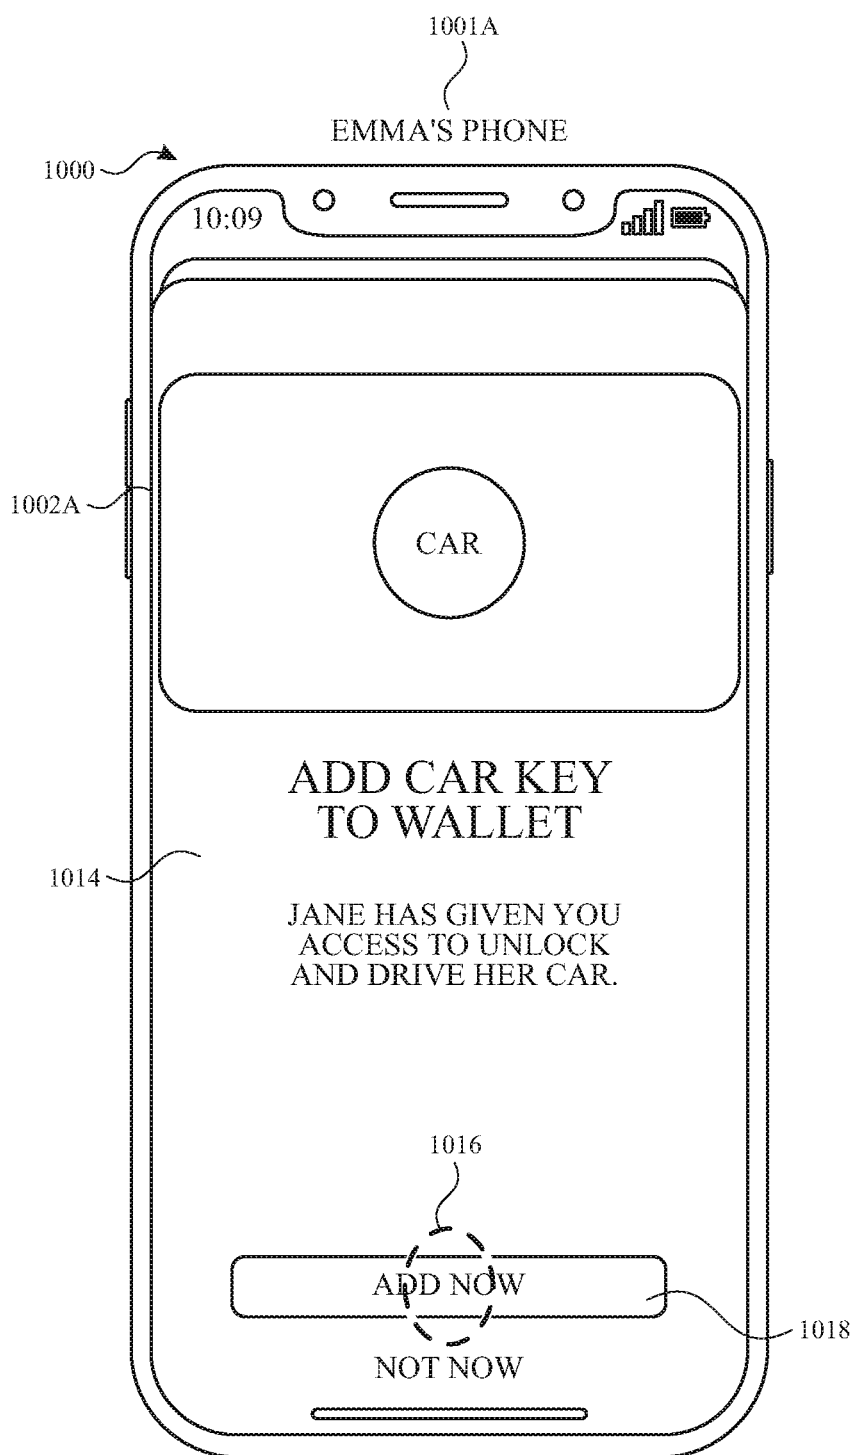 1001A
EMMA'S PHONE
1000
10:09
1002A
CAR
ADD CAR KEY
TO WALLET
1014
JANE HAS GIVEN YOU
ACCESS TO UNLOCK
AND DRIVE HER CAR.
1016
ADD NOW
1018
NOT NOW